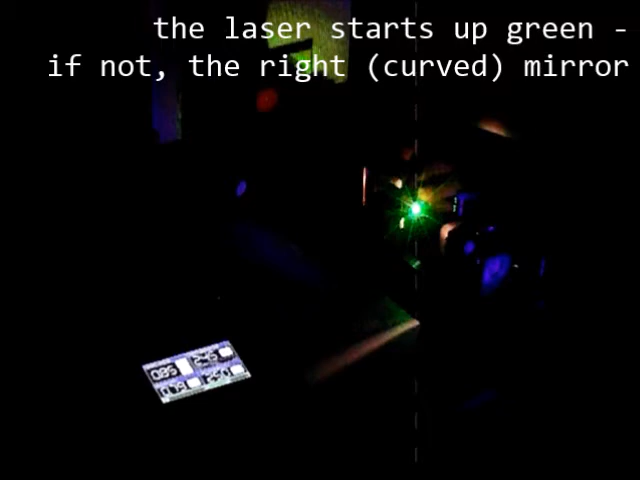 the laser starts up green -
if not, the right (curved) mirror